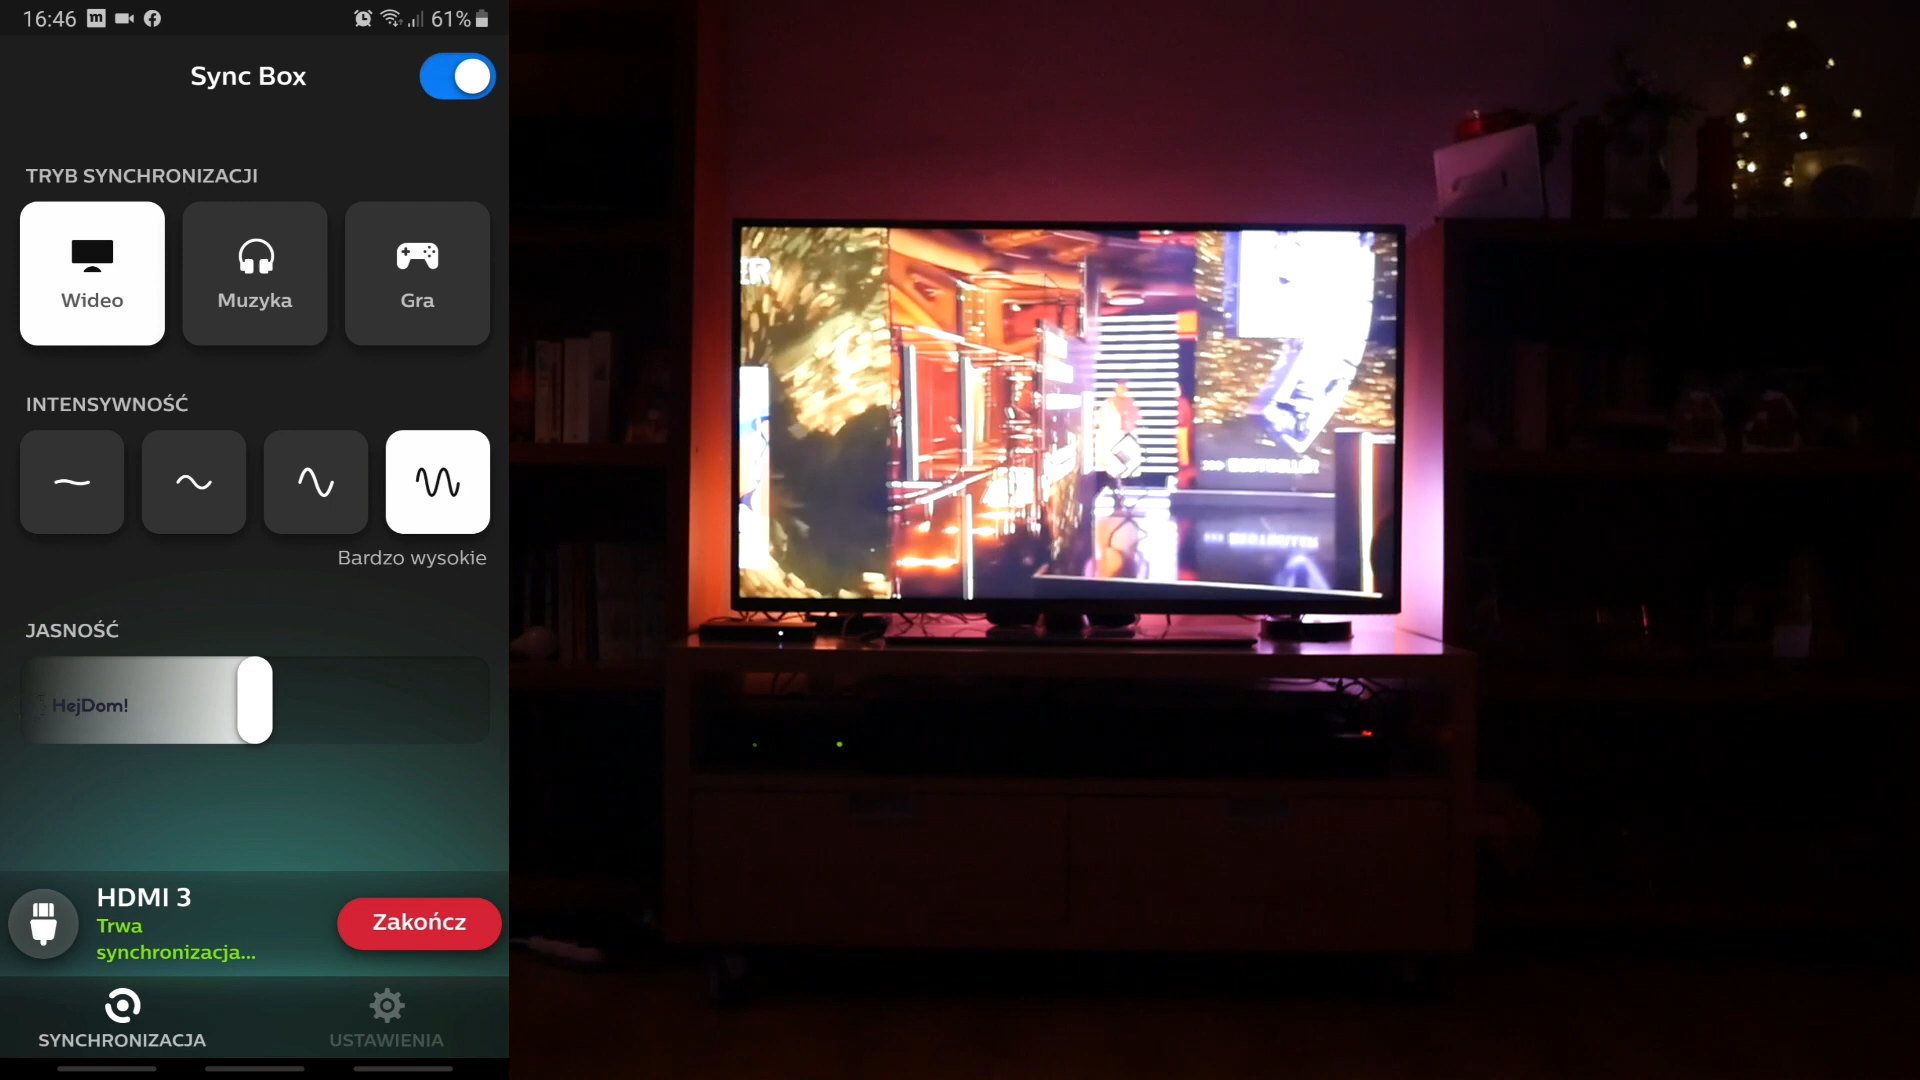 16:46
61%
Sync Box
TRYB SYNCHRONIZACJI
Wideo
Muzyka
Gra
INTENSYWNOŚĆ
Bardzo wysokie
JASNOŚĆ
HejDom!
HDMI 3
Trwa
synchronizacja...
Zakończ
SYNCHRONIZACJA
USTAWIENIA